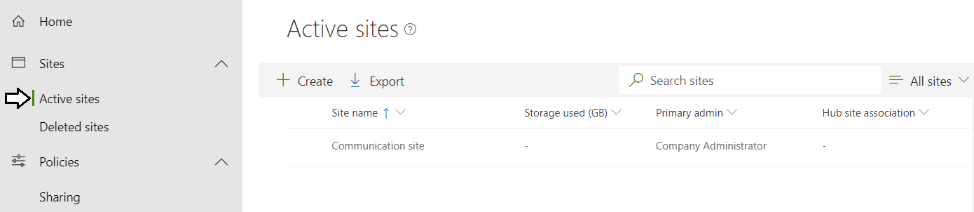 Home
Sites
Active sites
Deleted sites
Policies
Sharing
Active sites
Create Export Search sites All sites
Site name Storage used (GB) Primary admin Hub site association
Communication site - Company Administrator -